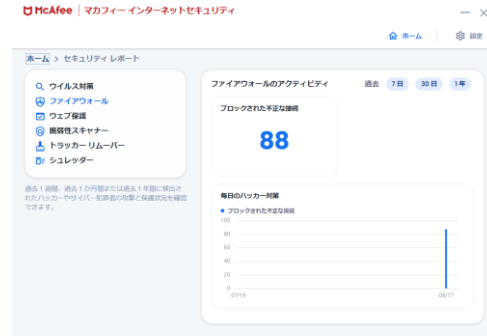 McAfee | マカフィー インターネットセキュリティ
ホーム
設定
ホーム > セキュリティ レポート
ウイルス対策
ファイアウォール
ウェブ保護
脆弱性スキャナー
トラッカー リムーバー
シュレッダー
過去 1 週間、過去 1 か月間または過去 1 年間に検出さ
れたハッカーやサイバー犯罪者の攻撃と保護状況を確認
できます。
ファイアウォールのアクティビティ
過去 7日 30日 1年
ブロックされた不正な接続
88
毎日のハッカー対策
ブロックされた不正な接続
100
80
60
40
20
0
07/19
08/17